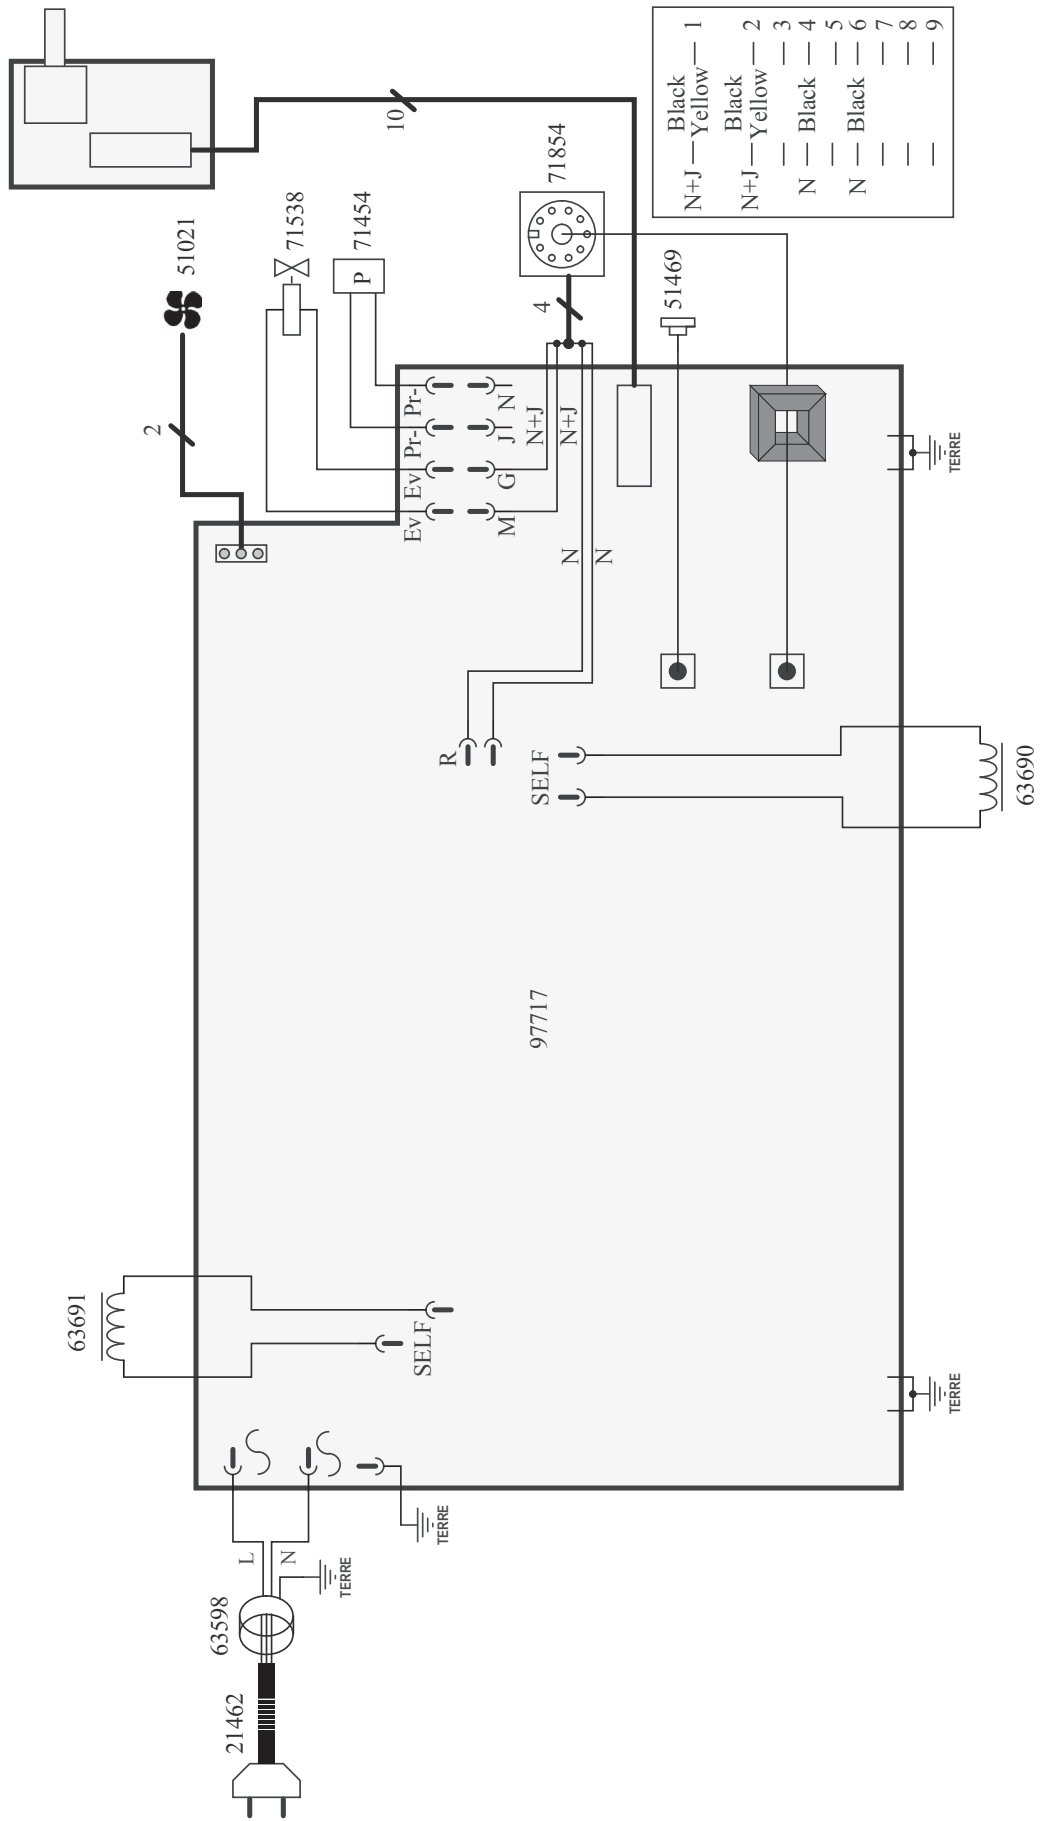 21462
63598
L
N
TERRE
TERRE
63691
SELF
97717
SELF
63690
R
N
N
Ev Ev Pr- Pr-
M G J N
N+J
N+J
2
51021
71538
P
71454
10
4
71854
51469
TERRE
TERRE
N+J Black Yellow 1
N+J Black Yellow 2
3
N Black 4
5
N Black 6
7
8
9